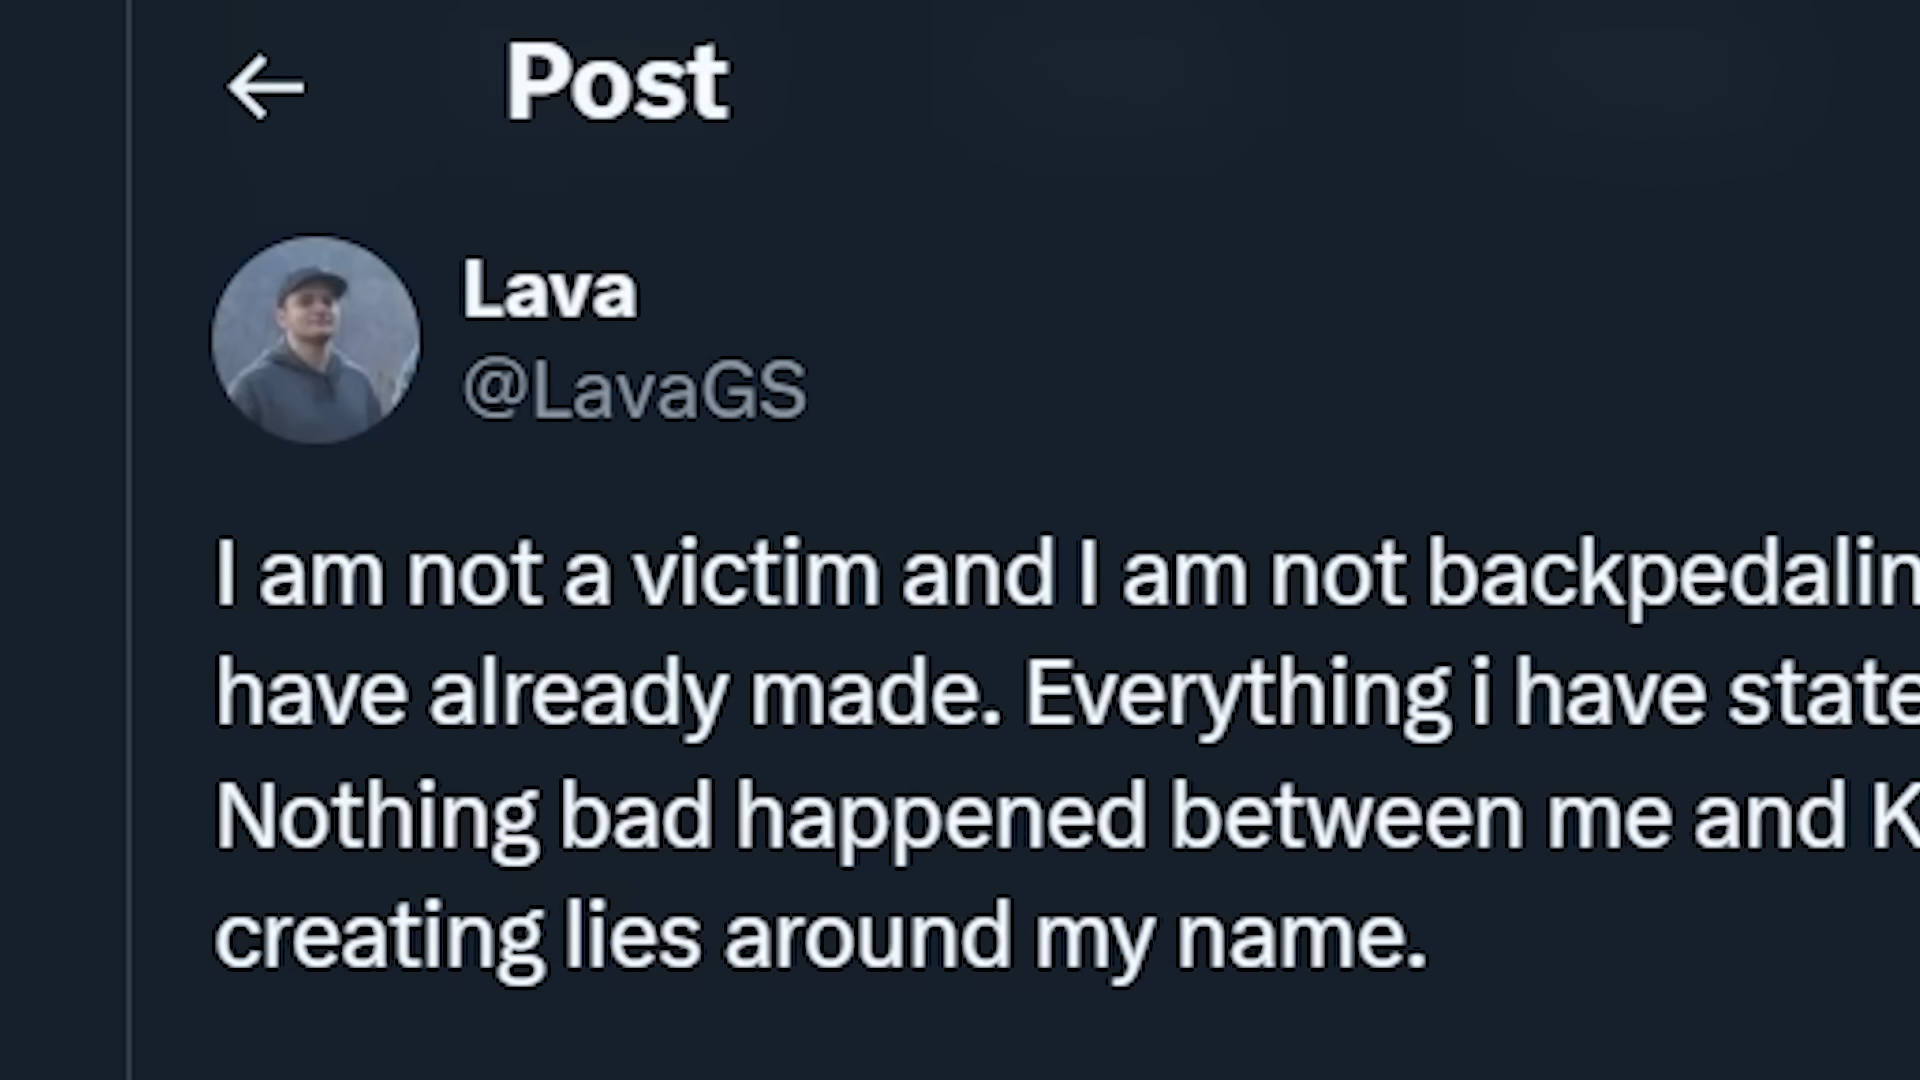 Post
Lava
@LavaGS
I am not a victim and I am not backpedalin
have already made. Everything i have state
Nothing bad happened between me and K
creating lies around my name.